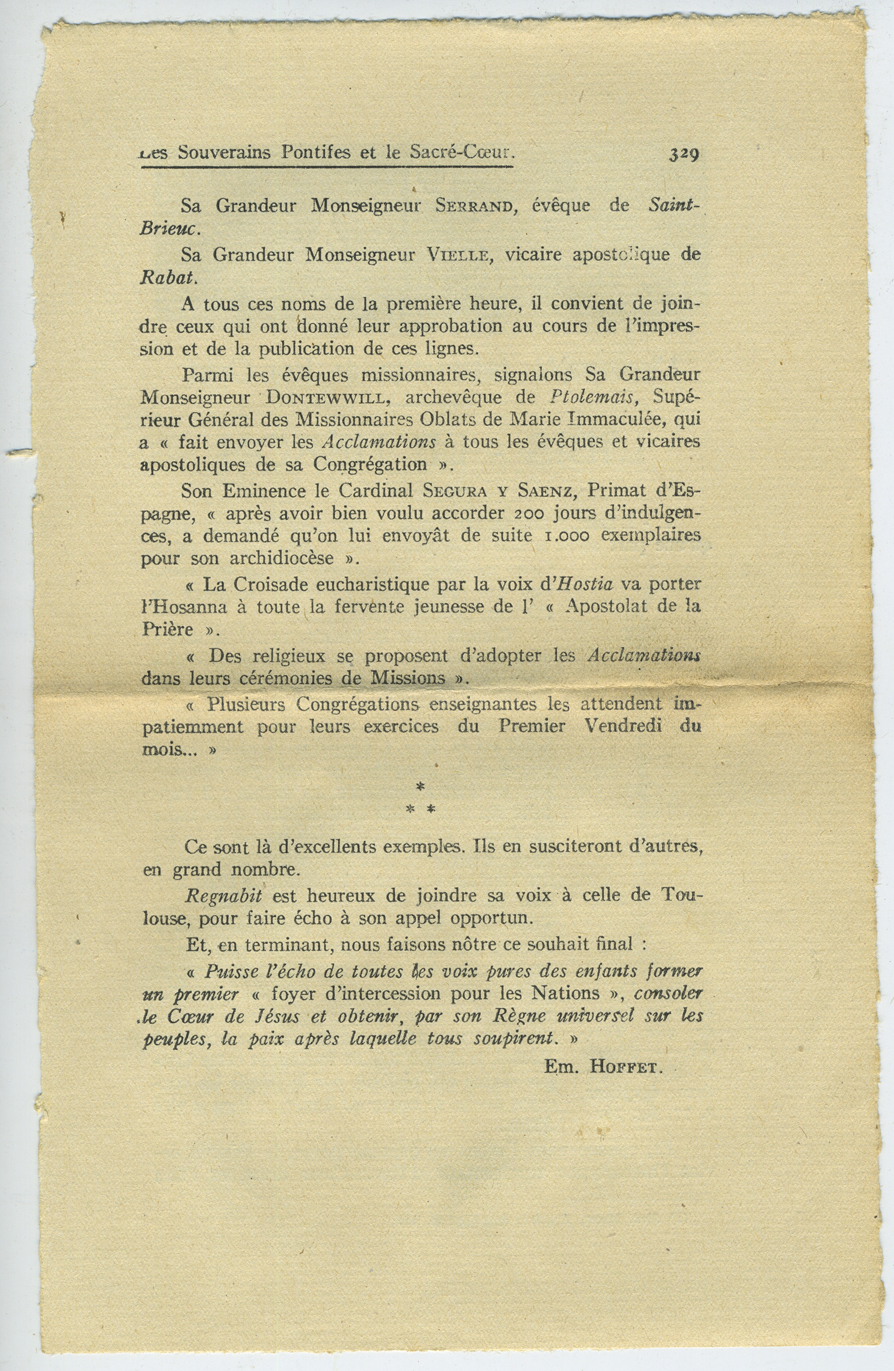 Les Souverains Pontifes et le Sacré-Cœur. 329
Sa Grandeur Monseigneur SERRAND, évêque de Saint-
Brieuc.
Sa Grandeur Monseigneur VIELLE, vicaire apostolique de
Rabat.
A tous ces noms de la première heure, il convient de join-
dre ceux qui ont donné leur approbation au cours de l'impres-
sion et de la publication de ces lignes.
Parmi les évêques missionnaires, signalons Sa Grandeur
Monseigneur DONTEWWILL, archevêque de Ptolemaïs, Supé-
rieur Général des Missionnaires Oblats de Marie Immaculée, qui
a « fait envoyer les Acclamations à tous les évêques et vicaires
apostoliques de sa Congrégation ».
Son Eminence le Cardinal SEGURA Y SAENZ, Primat d'Es-
pagne, « après avoir bien voulu accorder 200 jours d'indulgen-
ces, a demandé qu'on lui envoyât de suite 1.000 exemplaires
pour son archidiocèse ».
« La Croisade eucharistique par la voix d'Hostia va porter
l'Hosanna à toute la fervente jeunesse de l' « Apostolat de la
Prière ».
« Des religieux se proposent d'adopter les Acclamations
dans leurs cérémonies de Missions ».
« Plusieurs Congrégations enseignantes les attendent im-
patiemment pour leurs exercices du Premier Vendredi du
mois... »
*
* *
Ce sont là d'excellents exemples. Ils en susciteront d'autres,
en grand nombre.
Regnabit est heureux de joindre sa voix à celle de Tou-
louse, pour faire écho à son appel opportun.
Et, en terminant, nous faisons nôtre ce souhait final :
« Puisse l'écho de toutes les voix pures des enfants former
un premier « foyer d'intercession pour les Nations », consoler
le Cœur de Jésus et obtenir, par son Règne universel sur les
peuples, la paix après laquelle tous soupirent. »
Em. HOFFET.